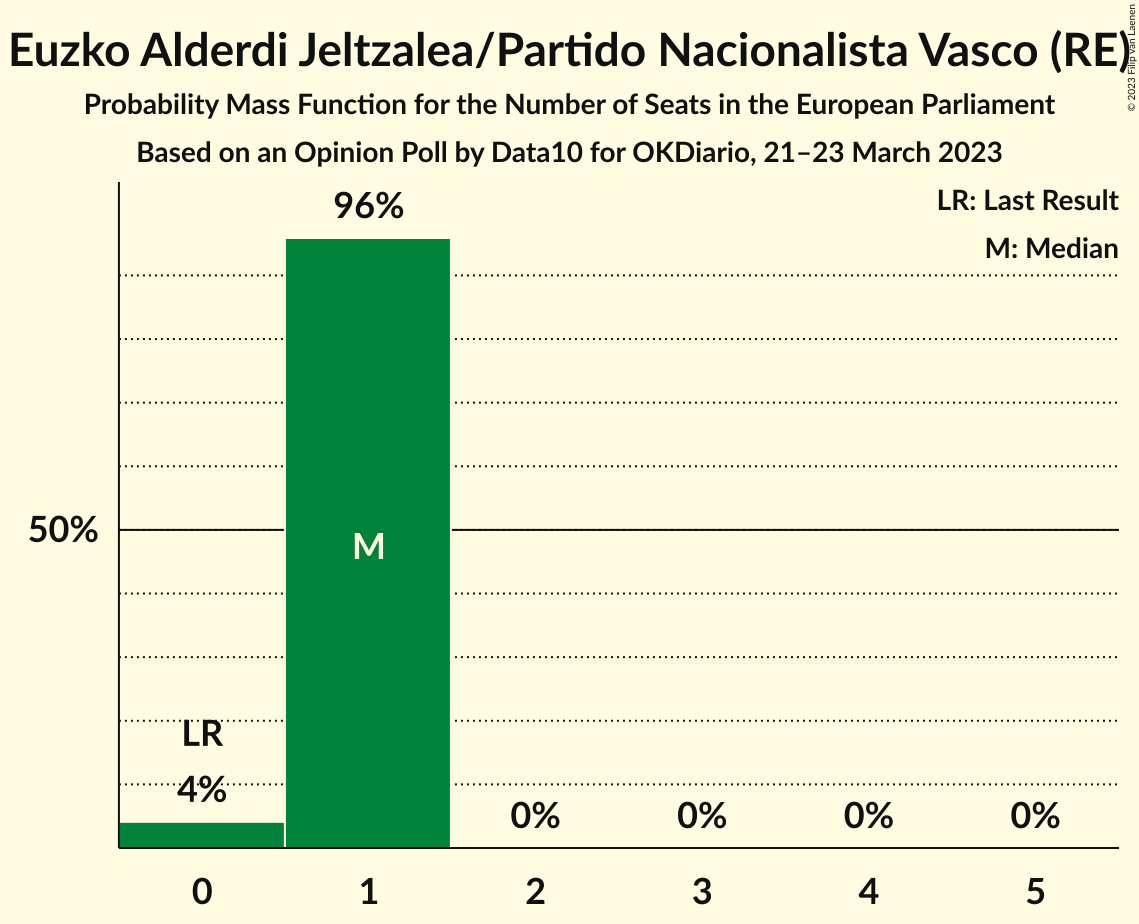 Euzko Alderdi Jeltzalea/Partido Nacionalista Vasco (RE)
© 2023 Filip van Laenen
Probability Mass Function for the Number of Seats in the European Parliament
Based on an Opinion Poll by Data10 for OKDiario, 21–23 March 2023
LR: Last Result
M: Median
96%
50%
M
LR
4%
0% 0% 0% 0%
0 1 2 3 4 5